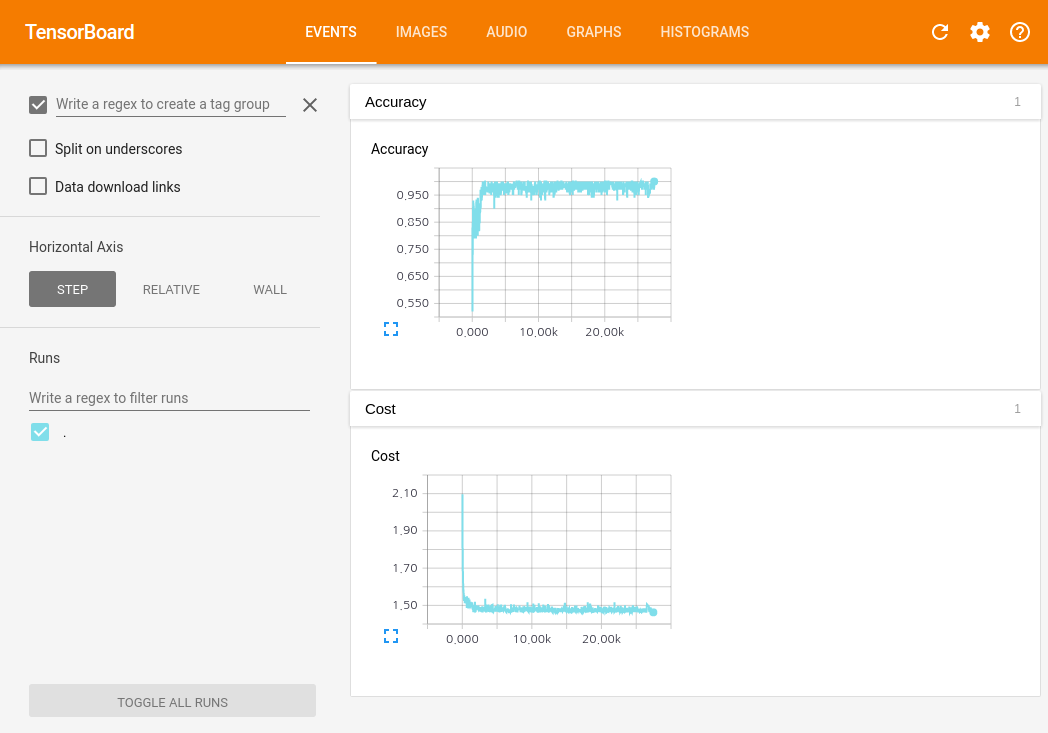 TensorBoard
EVENTS IMAGES AUDIO GRAPHS HISTOGRAMS
Write a regex to create a tag group
Split on underscores
Data download links
Horizontal Axis
STEP RELATIVE WALL
Runs
Write a regex to filter runs
.
TOGGLE ALL RUNS
Accuracy 1
Accuracy
0,950
0,850
0,750
0,650
0,550
0,000 10,00k 20,00k
Cost 1
Cost
2,10
1,90
1,70
1,50
0,000 10,00k 20,00k